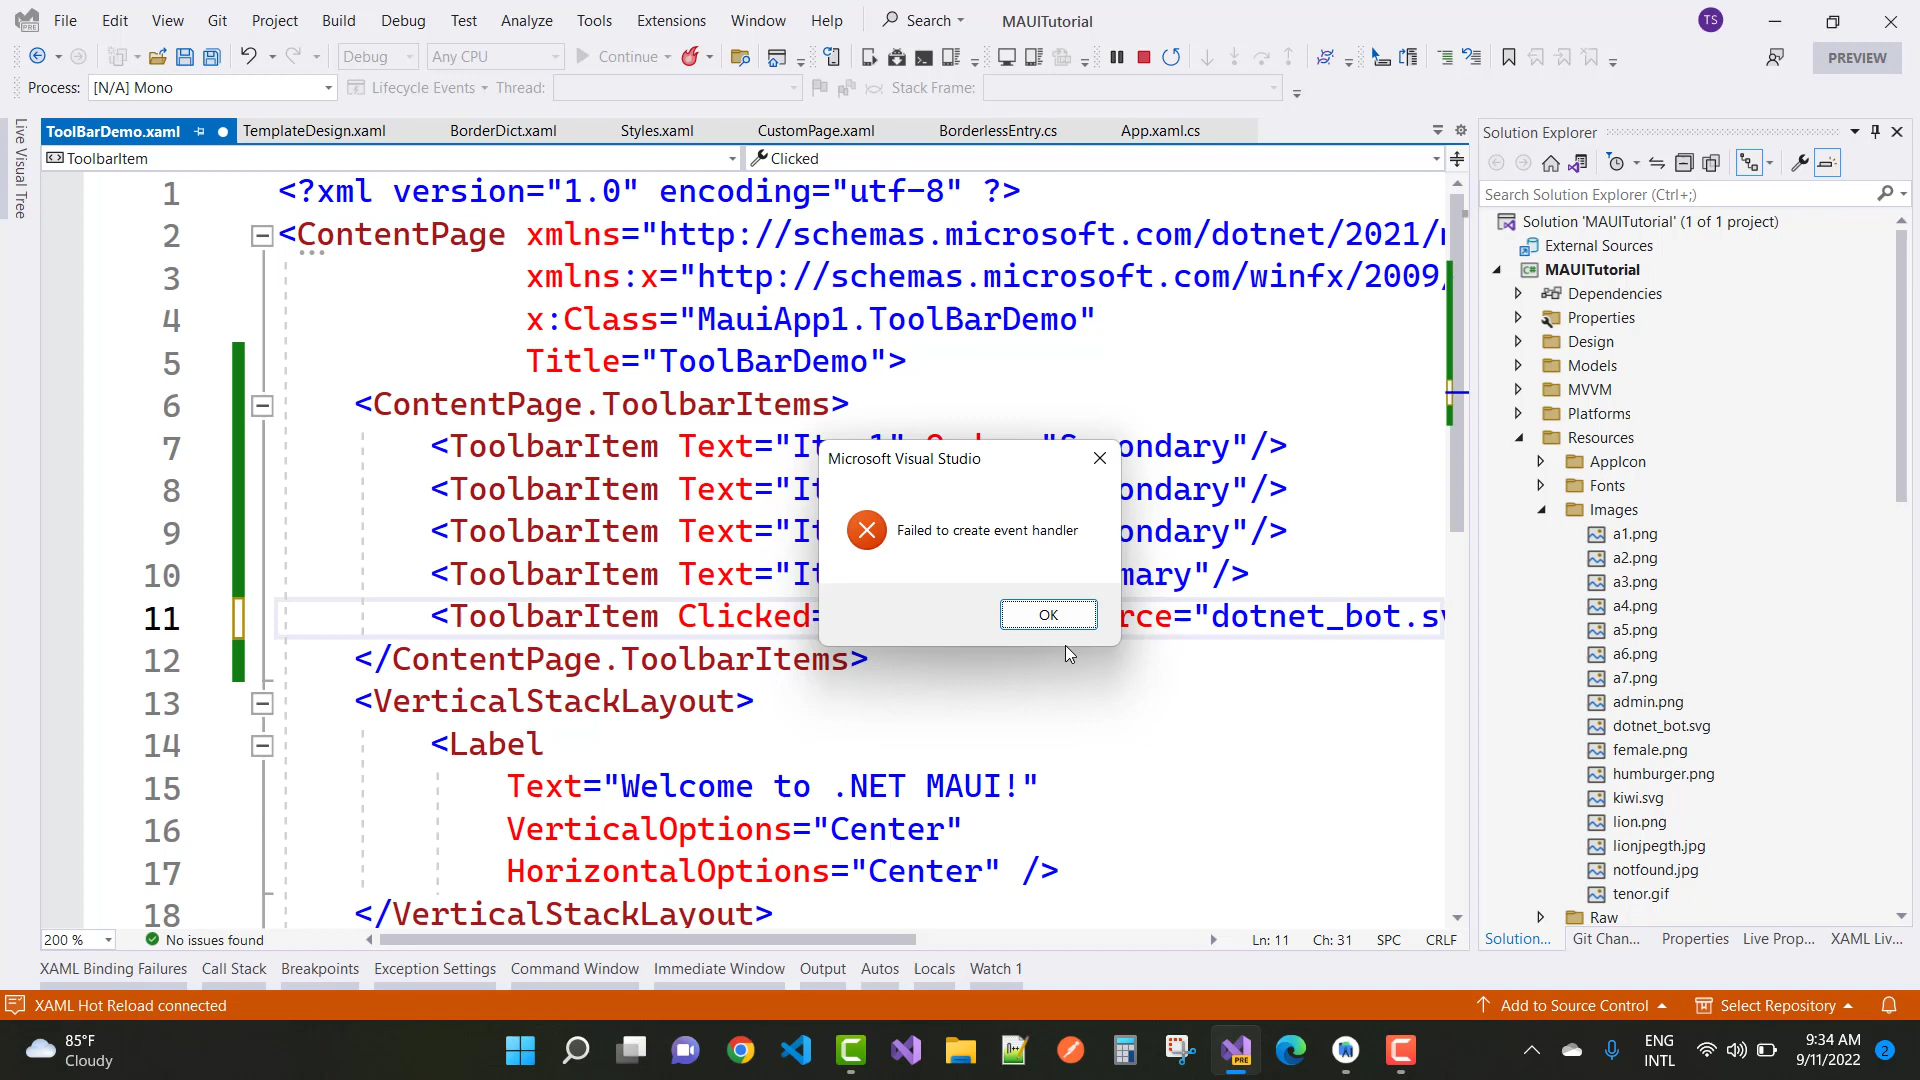 File Edit View Git Project Build Debug Test Analyze Tools Extensions Window Help Search MAUITutorial TS
Debug Any CPU Continue PREVIEW
Process: [N/A] Mono Lifecycle Events Thread: Stack Frame:
Live Visual Tree
ToolBarDemo.xaml TemplateDesign.xaml BorderDict.xaml Styles.xaml CustomPage.xaml BorderlessEntry.cs App.xaml.cs
ToolbarItem Clicked
1 <?xml version="1.0" encoding="utf-8" ?>
2 <ContentPage xmlns="http://schemas.microsoft.com/dotnet/2021/
3 xmlns:x="http://schemas.microsoft.com/winfx/2009/
4 x:Class="MauiApp1.ToolBarDemo"
5 Title="ToolBarDemo">
6 <ContentPage.ToolbarItems>
7 <ToolbarItem Text="It ondary"/>
8 <ToolbarItem Text="It ondary"/>
9 <ToolbarItem Text="It ondary"/>
10 <ToolbarItem Text="It mary"/>
11 <ToolbarItem Clicked= rce="dotnet_bot.sv
12 </ContentPage.ToolbarItems>
13 <VerticalStackLayout>
14 <Label
15 Text="Welcome to .NET MAUI!"
16 VerticalOptions="Center"
17 HorizontalOptions="Center" />
18 </VerticalStackLayout>
Microsoft Visual Studio
Failed to create event handler
OK
200 % No issues found Ln: 11 Ch: 31 SPC CRLF
Solution Explorer
Search Solution Explorer (Ctrl+;)
Solution 'MAUITutorial' (1 of 1 project)
External Sources
MAUITutorial
Dependencies
Properties
Design
Models
MVVM
Platforms
Resources
AppIcon
Fonts
Images
a1.png
a2.png
a3.png
a4.png
a5.png
a6.png
a7.png
admin.png
dotnet_bot.svg
female.png
humburger.png
kiwi.svg
lion.png
lionjpegth.jpg
notfound.jpg
tenor.gif
Raw
Solution... Git Chan... Properties Live Prop... XAML Liv...
XAML Binding Failures Call Stack Breakpoints Exception Settings Command Window Immediate Window Output Autos Locals Watch 1
XAML Hot Reload connected Add to Source Control Select Repository
85°F
Cloudy
PRE
ENG
INTL
9:34 AM
9/11/2022
2